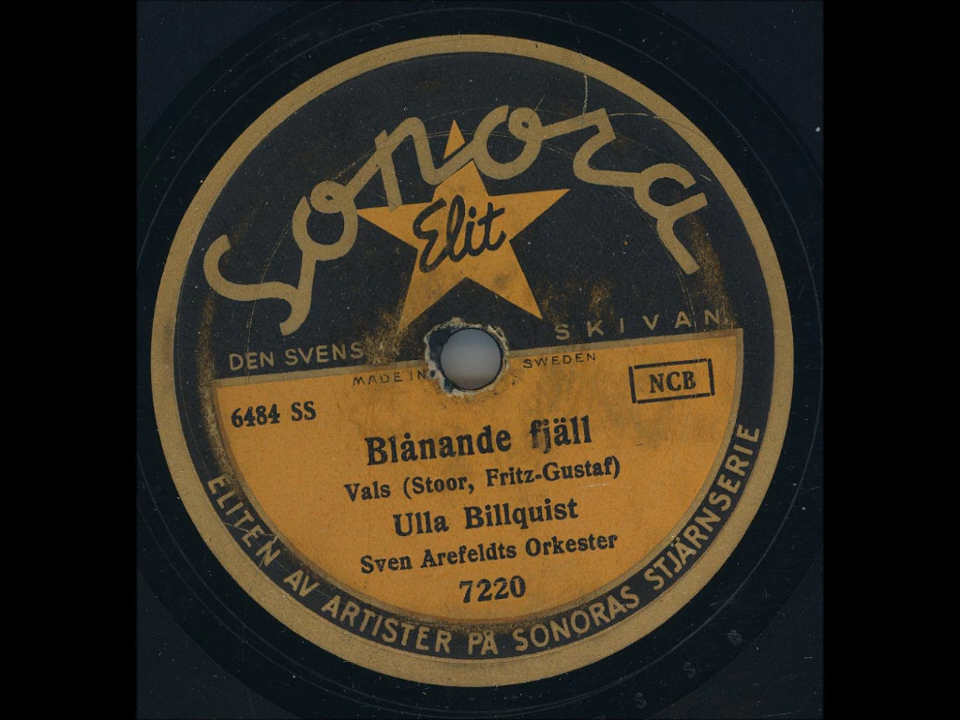 Sonora
Elit
DEN SVENS SKIVAN
MADE IN SWEDEN
NCB
6484 SS
Blånande fjäll
Vals (Stoor, Fritz-Gustaf)
Ulla Billquist
Sven Arefeldts Orkester
7220
ELITEN AV ARTISTER PÅ SONORAS STJÄRNSERIE